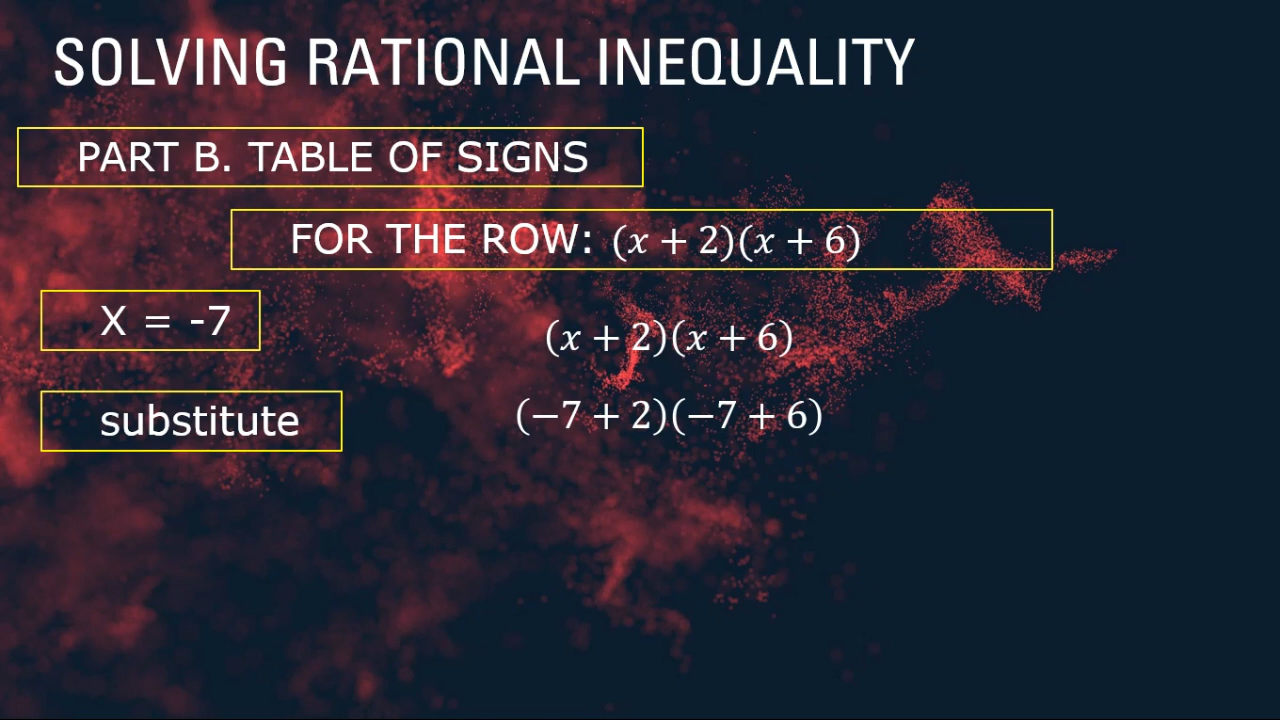 SOLVING RATIONAL INEQUALITY
PART B. TABLE OF SIGNS
FOR THE ROW: (𝑥 + 2)(𝑥 + 6)
X = -7
(𝑥 + 2)(𝑥 + 6)
substitute
(−7 + 2)(−7 + 6)